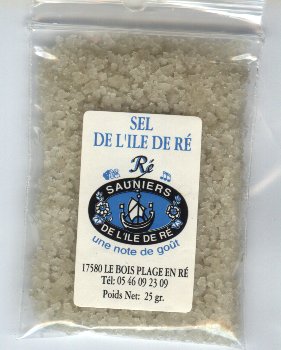 SEL
DE L'ILE DE RÉ
Ré
SAUNIERS
DE L'ILE DE RÉ
une note de goût
17580 LE BOIS PLAGE EN RÉ
Tél: 05 46 09 23 09
Poids Net: 25 gr.